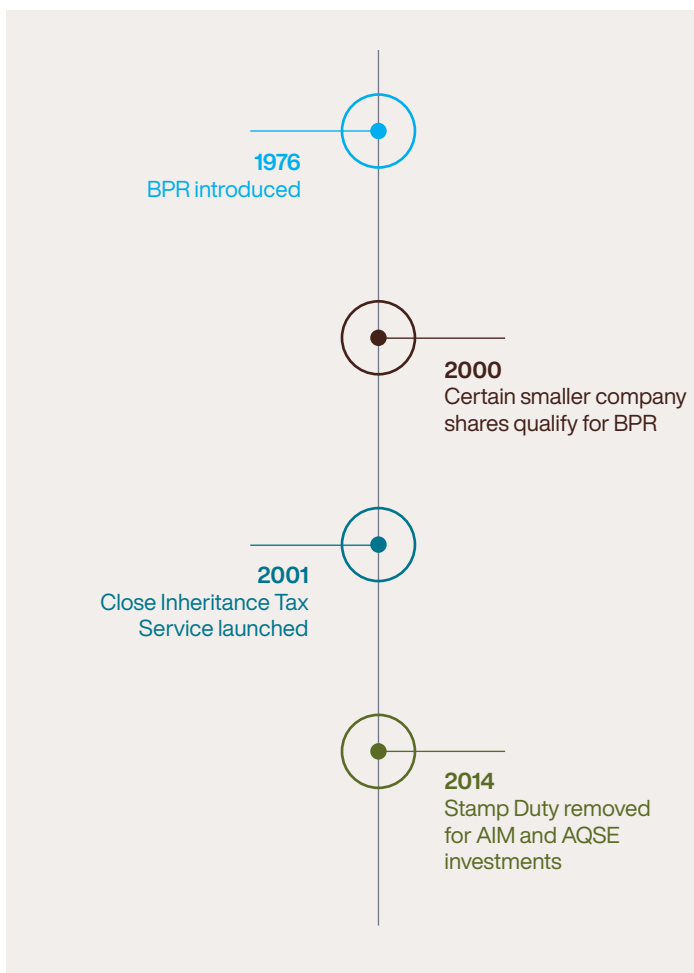 1976
BPR introduced
2000
Certain smaller company
shares qualify for BPR
2001
Close Inheritance Tax
Service launched
2014
Stamp Duty removed
for AIM and AQSE
investments